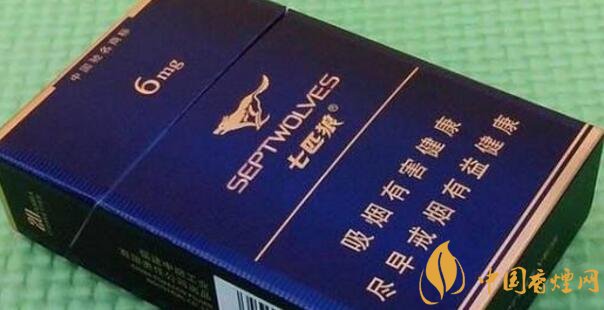 中国驰名商标
6mg
SEPTWOLVES
七匹狼®
吸烟有害健康
尽早戒烟有益健康
中国香烟网